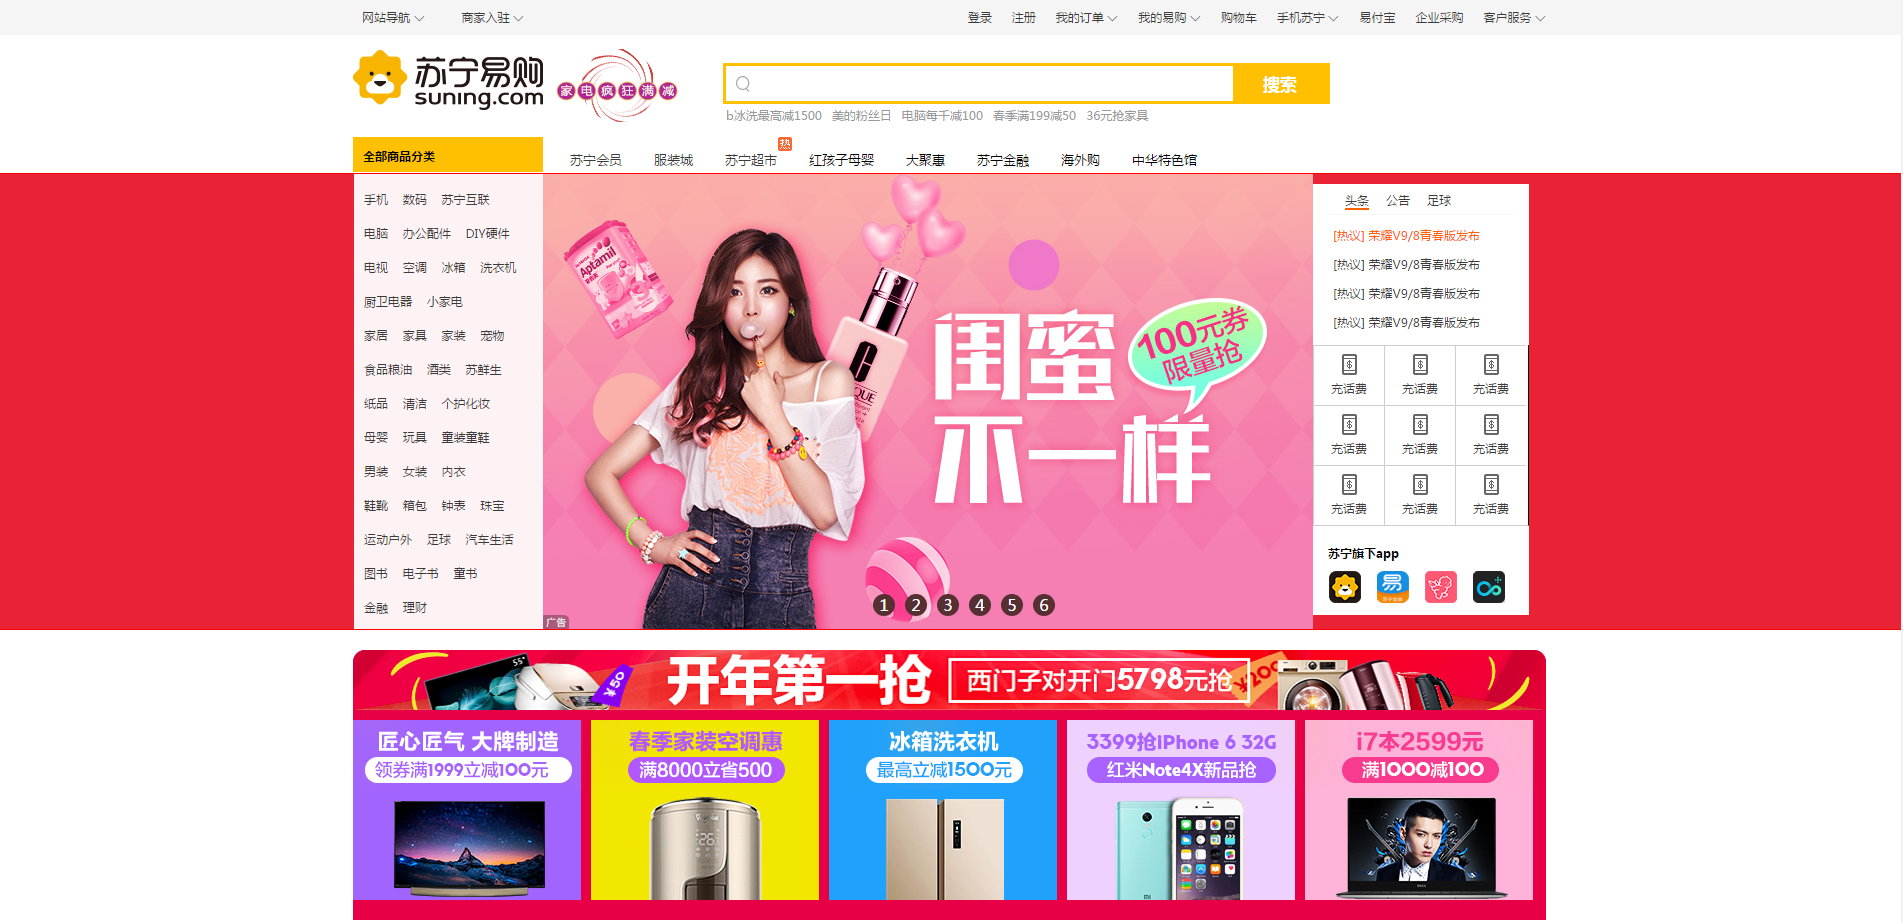 网站导航 商家入驻 登录 注册 我的订单 我的易购 购物车 手机苏宁 易付宝 企业采购 客户服务
苏宁易购
suning.com
家电疯狂满减
搜索
b冰洗最高减1500 美的粉丝日 电脑每千减100 春季满199减50 36元抢家具
全部商品分类
苏宁会员 服装城 苏宁超市 热 红孩子母婴 大聚惠 苏宁金融 海外购 中华特色馆
手机 数码 苏宁互联
电脑 办公配件 DIY硬件
电视 空调 冰箱 洗衣机
厨卫电器 小家电
家居 家具 家装 宠物
食品粮油 酒类 苏鲜生
纸品 清洁 个护化妆
母婴 玩具 童装童鞋
男装 女装 内衣
鞋靴 箱包 钟表 珠宝
运动户外 足球 汽车生活
图书 电子书 童书
金融 理财
Aptamil
闺蜜
不一样
100元券
限量抢
1 2 3 4 5 6
广告
头条 公告 足球
[热议] 荣耀V9/8青春版发布
[热议] 荣耀V9/8青春版发布
[热议] 荣耀V9/8青春版发布
[热议] 荣耀V9/8青春版发布
充话费 充话费 充话费
充话费 充话费 充话费
充话费 充话费 充话费
苏宁旗下app
易
55"
¥50
开年第一抢
西门子对开门5798元抢
¥200
匠心匠气 大牌制造
领券满1999立减100元
春季家装空调惠
满8000立省500
冰箱洗衣机
最高立减1500元
3399抢IPhone 6 32G
红米Note4X新品抢
i7本2599元
满1000减100